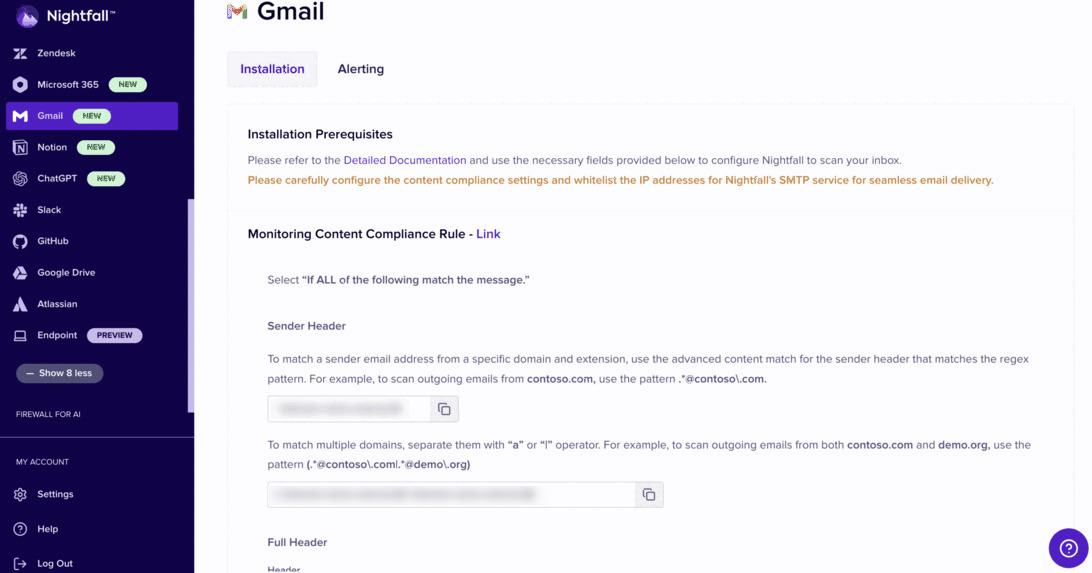 Nightfall™
Zendesk
Microsoft 365 NEW
Gmail NEW
Notion NEW
ChatGPT NEW
Slack
GitHub
Google Drive
Atlassian
Endpoint PREVIEW
— Show 8 less
FIREWALL FOR AI
MY ACCOUNT
Settings
Help
Log Out
Gmail
Installation Alerting
Installation Prerequisites
Please refer to the Detailed Documentation and use the necessary fields provided below to configure Nightfall to scan your inbox.
Please carefully configure the content compliance settings and whitelist the IP addresses for Nightfall's SMTP service for seamless email delivery.
Monitoring Content Compliance Rule - Link
Select “If ALL of the following match the message.”
Sender Header
To match a sender email address from a specific domain and extension, use the advanced content match for the sender header that matches the regex
pattern. For example, to scan outgoing emails from contoso.com, use the pattern .*@contoso\.com.
To match multiple domains, separate them with “a” or “|” operator. For example, to scan outgoing emails from both contoso.com and demo.org, use the
pattern (.*@contoso\.com|.*@demo\.org)
Full Header
Header